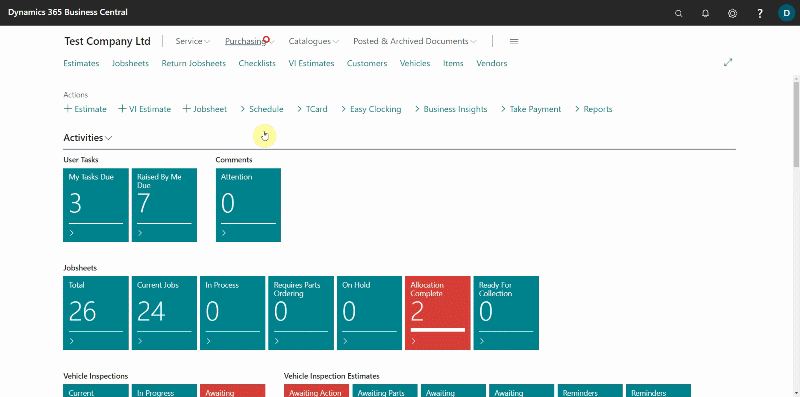 Dynamics 365 Business Central
?
D
Test Company Ltd
Service
Purchasing
Catalogues
Posted & Archived Documents
Estimates
Jobsheets
Return Jobsheets
Checklists
VI Estimates
Customers
Vehicles
Items
Vendors
Actions
+ Estimate
+ VI Estimate
+ Jobsheet
> Schedule
> TCard
> Easy Clocking
> Business Insights
> Take Payment
> Reports
Activities
User Tasks
Comments
My Tasks Due
3
Raised By Me
Due
7
Attention
0
Jobsheets
Total
26
Current Jobs
24
In Process
0
Requires Parts
Ordering
0
On Hold
0
Allocation
Complete
2
Ready For
Collection
0
Vehicle Inspections
Vehicle Inspection Estimates
Current
In Progress
Awaiting
Awaiting Action
Awaiting Parts
Awaiting
Awaiting
Reminders
Reminders